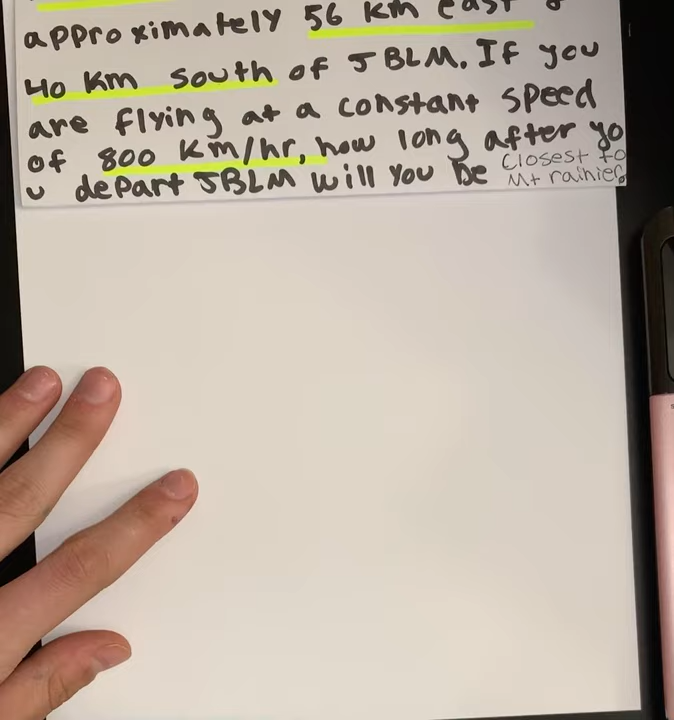 approximately 56 km east &
40 km south of JBLM. If you
are flying at a constant speed
of 800 km/hr, how long after yo
u depart JBLM will you be closest to
Mt rainier.